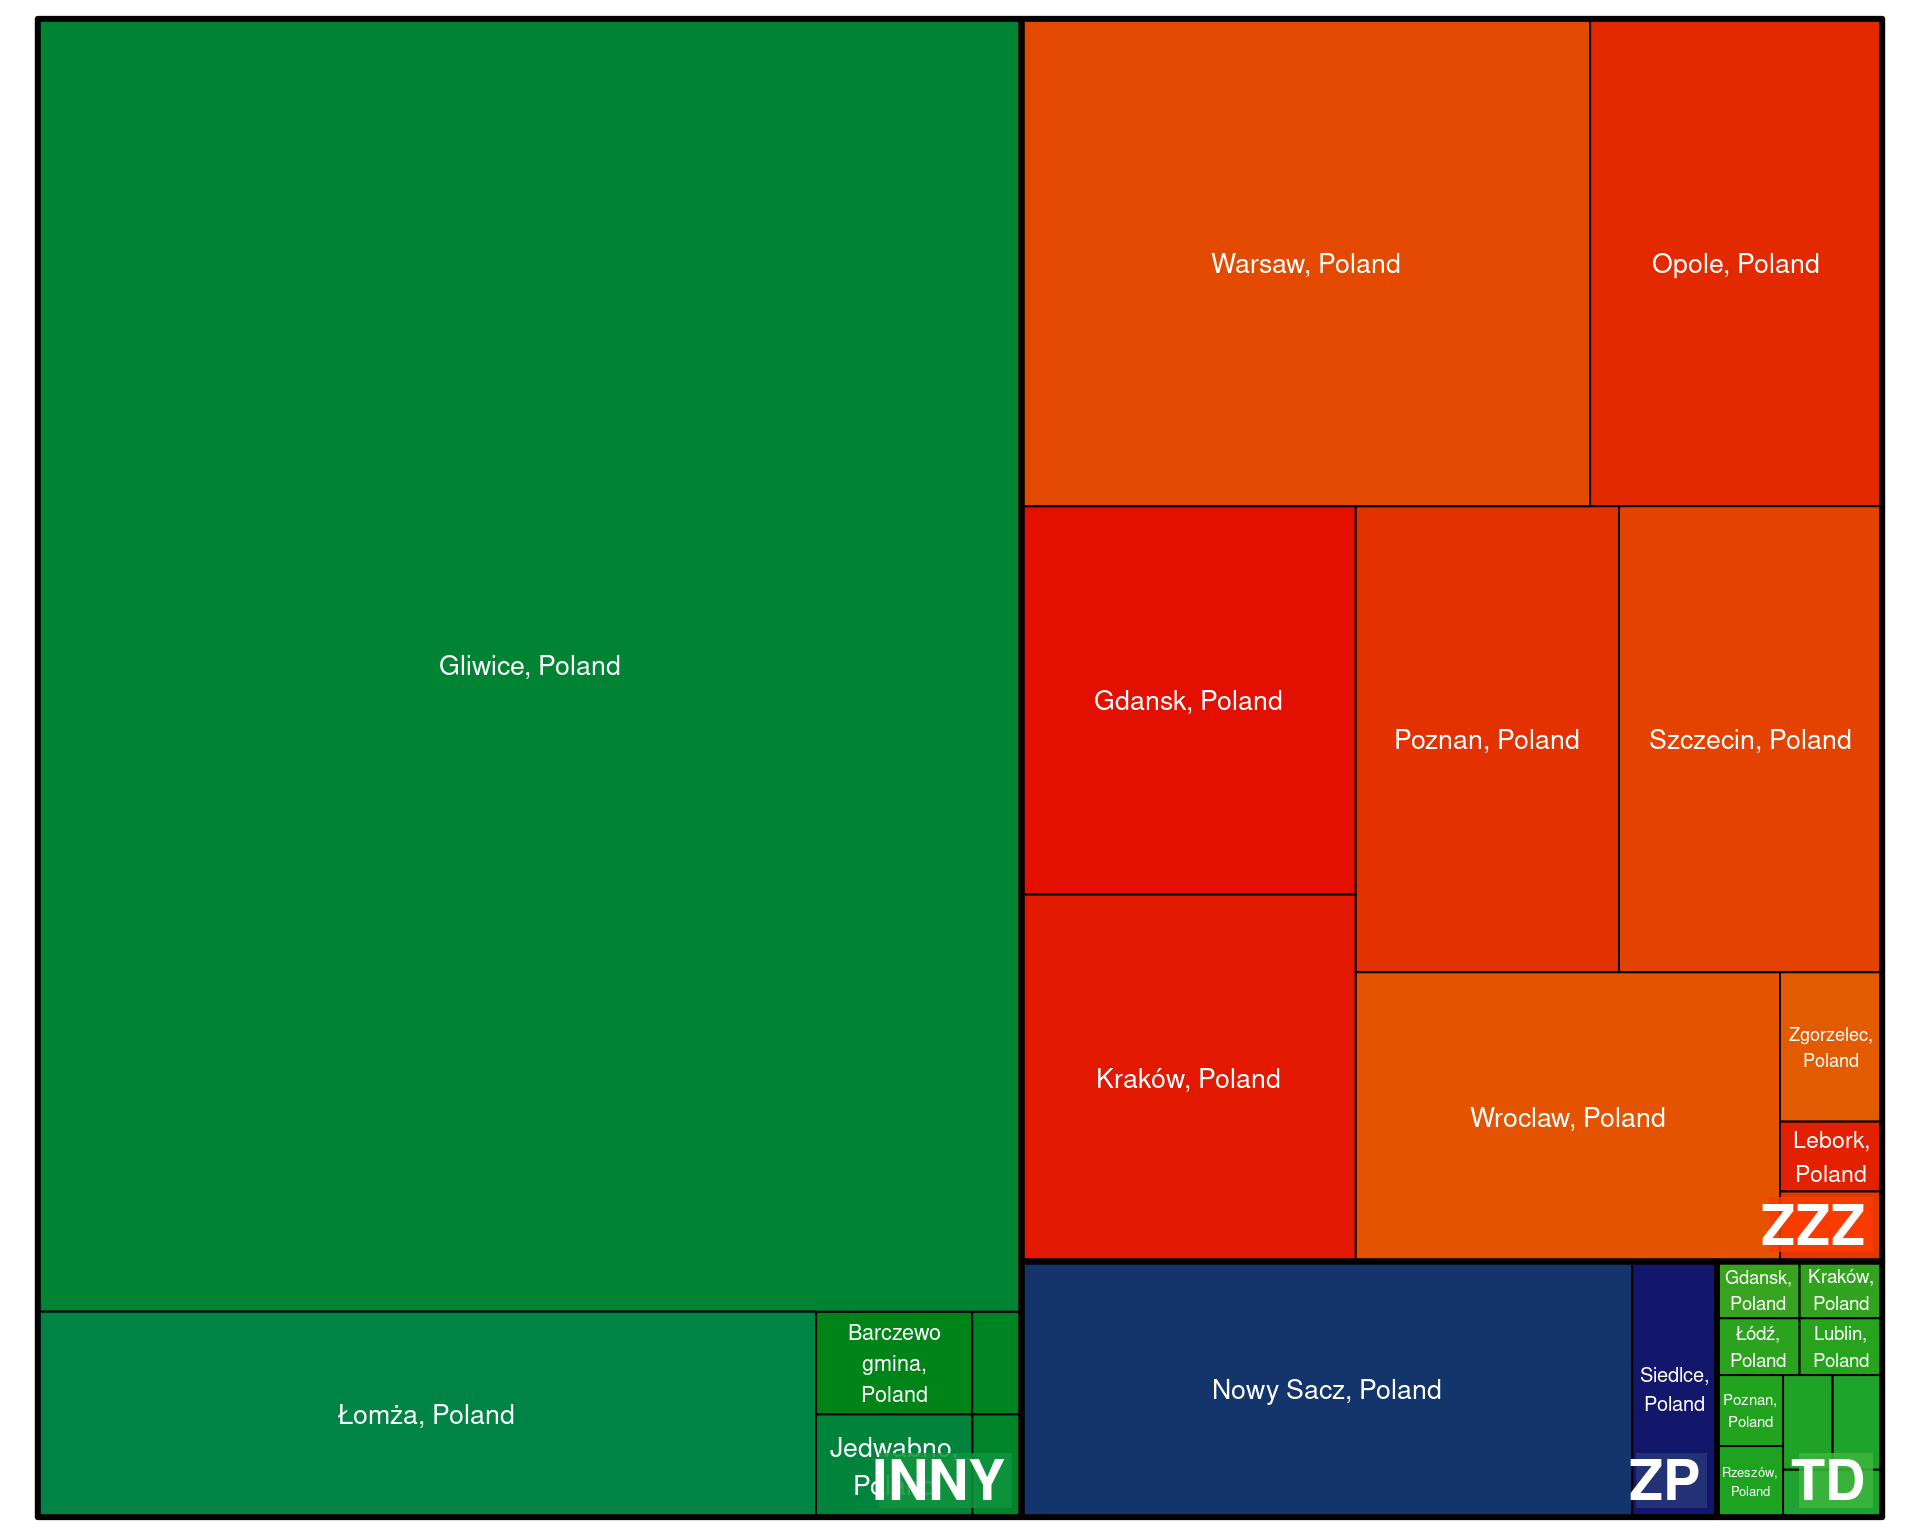 Gliwice, Poland
Łomża, Poland
Barczewo
gmina,
Poland
Jedwabno,
Poland
INNY
Warsaw, Poland
Opole, Poland
Gdansk, Poland
Poznan, Poland
Szczecin, Poland
Kraków, Poland
Wroclaw, Poland
Zgorzelec,
Poland
Lebork,
Poland
ZZZ
Nowy Sacz, Poland
Siedlce,
Poland
ZP
Gdansk,
Poland
Kraków,
Poland
Łódź,
Poland
Lublin,
Poland
Poznan,
Poland
Rzeszów,
Poland
TD